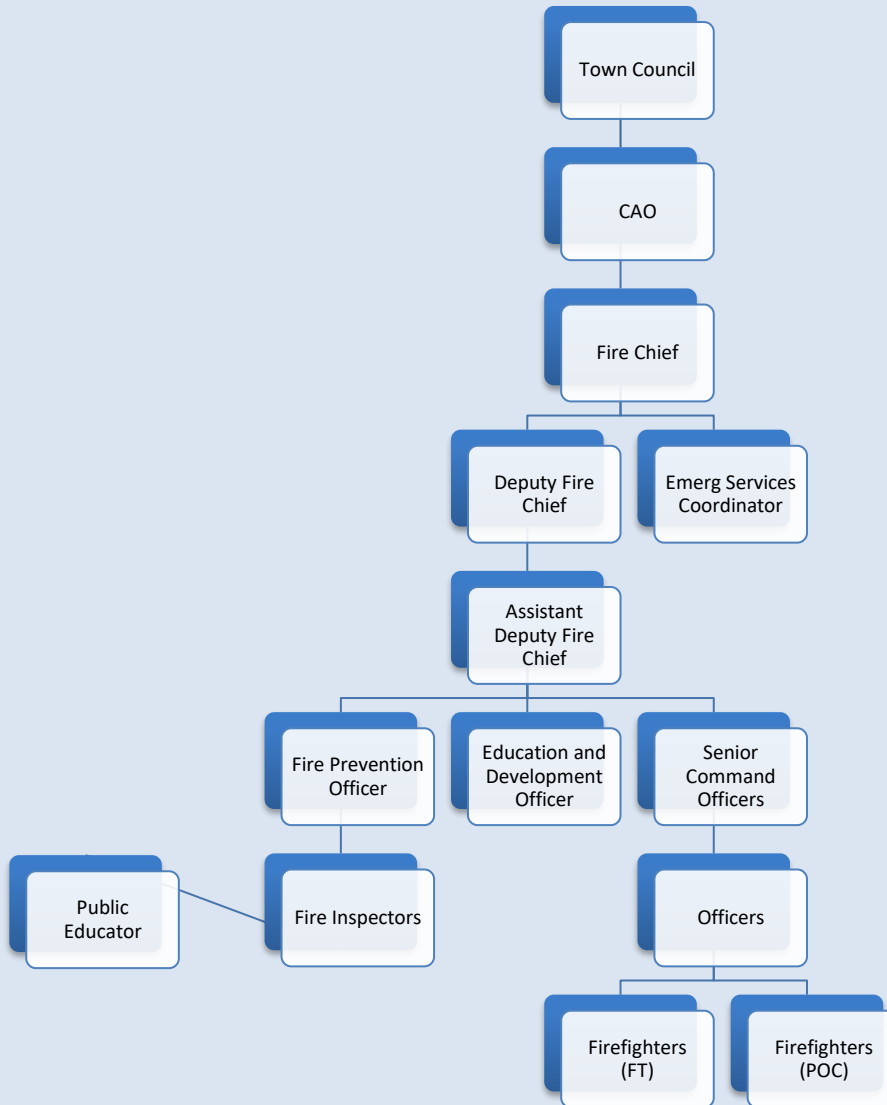 Town Council
CAO
Fire Chief
Deputy Fire
Chief
Emerg Services
Coordinator
Assistant
Deputy Fire
Chief
Fire Prevention
Officer
Education and
Development
Officer
Senior
Command
Officers
Public
Educator
Fire Inspectors
Officers
Firefighters
(FT)
Firefighters
(POC)